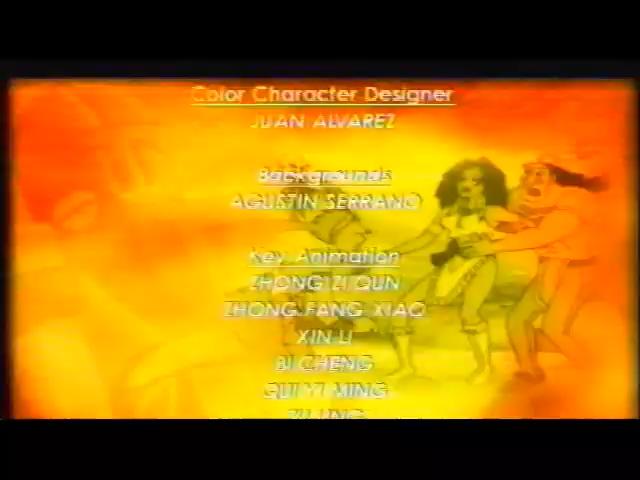 Color Character Designer
JUAN ALVAREZ
Backgrounds
AGUSTIN SERRANO
Key Animation
ZHONG ZI QUN
ZHONG FANG XIAO
XIN LI
BI CHENG
GUI YI MING